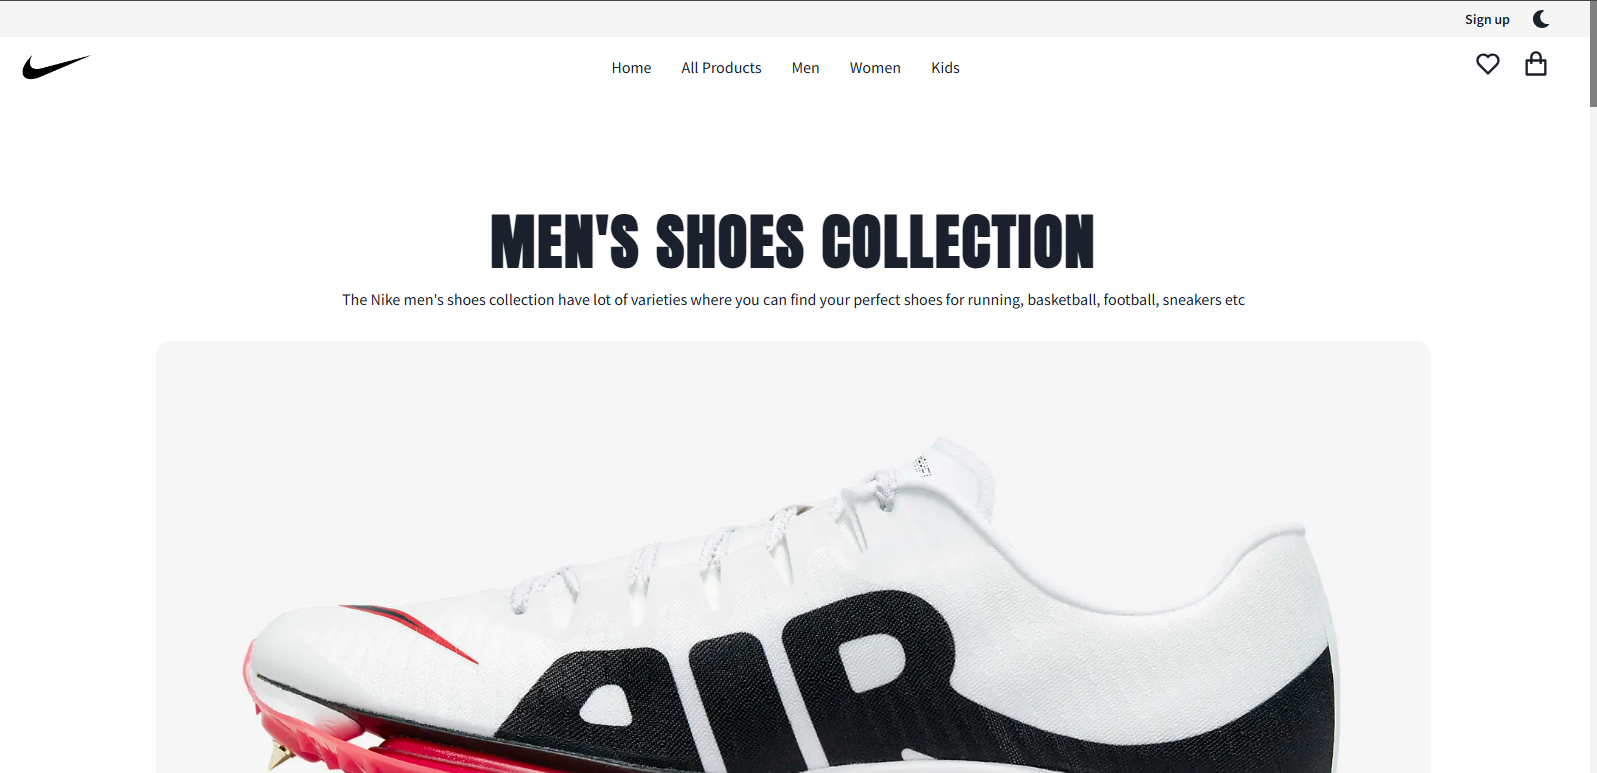 Sign up
Home All Products Men Women Kids
MEN'S SHOES COLLECTION
The Nike men's shoes collection have lot of varieties where you can find your perfect shoes for running, basketball, football, sneakers etc
AIR